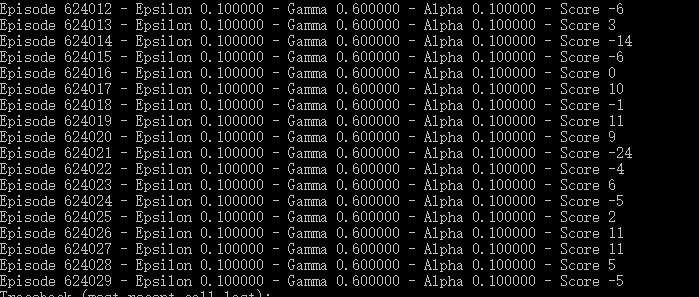 Episode 624012 - Epsilon 0.100000 - Gamma 0.600000 - Alpha 0.100000 - Score -6
Episode 624013 - Epsilon 0.100000 - Gamma 0.600000 - Alpha 0.100000 - Score 3
Episode 624014 - Epsilon 0.100000 - Gamma 0.600000 - Alpha 0.100000 - Score -14
Episode 624015 - Epsilon 0.100000 - Gamma 0.600000 - Alpha 0.100000 - Score -6
Episode 624016 - Epsilon 0.100000 - Gamma 0.600000 - Alpha 0.100000 - Score 0
Episode 624017 - Epsilon 0.100000 - Gamma 0.600000 - Alpha 0.100000 - Score 10
Episode 624018 - Epsilon 0.100000 - Gamma 0.600000 - Alpha 0.100000 - Score -1
Episode 624019 - Epsilon 0.100000 - Gamma 0.600000 - Alpha 0.100000 - Score 11
Episode 624020 - Epsilon 0.100000 - Gamma 0.600000 - Alpha 0.100000 - Score 9
Episode 624021 - Epsilon 0.100000 - Gamma 0.600000 - Alpha 0.100000 - Score -24
Episode 624022 - Epsilon 0.100000 - Gamma 0.600000 - Alpha 0.100000 - Score -4
Episode 624023 - Epsilon 0.100000 - Gamma 0.600000 - Alpha 0.100000 - Score 6
Episode 624024 - Epsilon 0.100000 - Gamma 0.600000 - Alpha 0.100000 - Score -5
Episode 624025 - Epsilon 0.100000 - Gamma 0.600000 - Alpha 0.100000 - Score 2
Episode 624026 - Epsilon 0.100000 - Gamma 0.600000 - Alpha 0.100000 - Score 11
Episode 624027 - Epsilon 0.100000 - Gamma 0.600000 - Alpha 0.100000 - Score 11
Episode 624028 - Epsilon 0.100000 - Gamma 0.600000 - Alpha 0.100000 - Score 5
Episode 624029 - Epsilon 0.100000 - Gamma 0.600000 - Alpha 0.100000 - Score -5
Traceback (most recent call last):